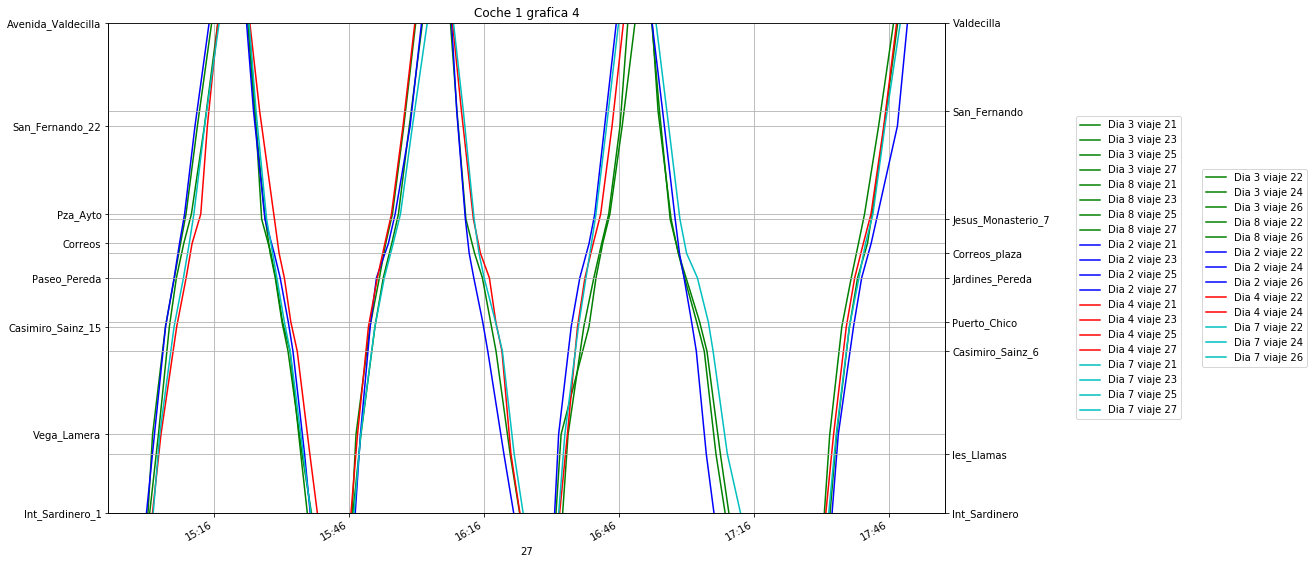 Coche 1 grafica 4
Avenida_Valdecilla
San_Fernando_22
Pza_Ayto
Correos
Paseo_Pereda
Casimiro_Sainz_15
Vega_Lamera
Int_Sardinero_1
Valdecilla
San_Fernando
Jesus_Monasterio_7
Correos_plaza
Jardines_Pereda
Puerto_Chico
Casimiro_Sainz_6
Ies_Llamas
Int_Sardinero
15:16
15:46
16:16
16:46
17:16
17:46
27
Dia 3 viaje 21
Dia 3 viaje 23
Dia 3 viaje 25
Dia 3 viaje 27
Dia 8 viaje 21
Dia 8 viaje 23
Dia 8 viaje 25
Dia 8 viaje 27
Dia 2 viaje 21
Dia 2 viaje 23
Dia 2 viaje 25
Dia 2 viaje 27
Dia 4 viaje 21
Dia 4 viaje 23
Dia 4 viaje 25
Dia 4 viaje 27
Dia 7 viaje 21
Dia 7 viaje 23
Dia 7 viaje 25
Dia 7 viaje 27
Dia 3 viaje 22
Dia 3 viaje 24
Dia 3 viaje 26
Dia 8 viaje 22
Dia 8 viaje 26
Dia 2 viaje 22
Dia 2 viaje 24
Dia 2 viaje 26
Dia 4 viaje 22
Dia 4 viaje 24
Dia 7 viaje 22
Dia 7 viaje 24
Dia 7 viaje 26